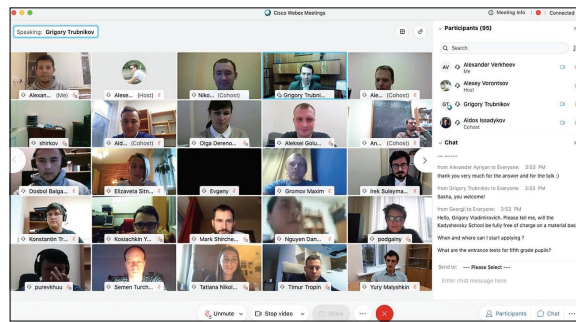 Cisco Webex Meetings
Meeting Info
Connected
Speaking: Grigory Trubnikov
Alexan... (Me)
Alexe... (Host)
Niko... (Cohost)
Grigory Trubni...
Ale... (Cohost)
shirkov
Ald... (Cohost)
Olga Dereno...
Aleksei Golu...
An... (Cohost)
Dosbol Baiga...
Elizaveta Sitn...
Evgeny
Gromov Maxim
Irek Suleyma...
Konstantin Tr...
Kosiachkin Y...
Mark Shirche...
Nguyen Dan...
podgainy
purevkhuu
Semen Turch...
Tatiana Nikol...
Timur Tropin
Yury Malyshkin
Unmute
Stop video
Share
Participants (95)
Search
AV
Alexander Verkheev
Me
Alexey Vorontsov
Host
GT
Grigory Trubnikov
Aidos Issadykov
Cohost
Chat
from Alexander Ayriyan to Everyone: 3:53 PM
thank you very much for the answer and for the talk :)
from Grigory Trubnikov to Everyone: 3:53 PM
Sasha, you welcome!
from Georgii to Everyone: 3:53 PM
Hello, Grigory Vladimirovich. Please tell me, will the
Kadyshevsky School be fully free of charge on a material bas
When and where can I start applying ?
What are the entrance tests for fifth grade pupils?
Send to: --- Please Select ---
Enter chat message here
Participants
Chat